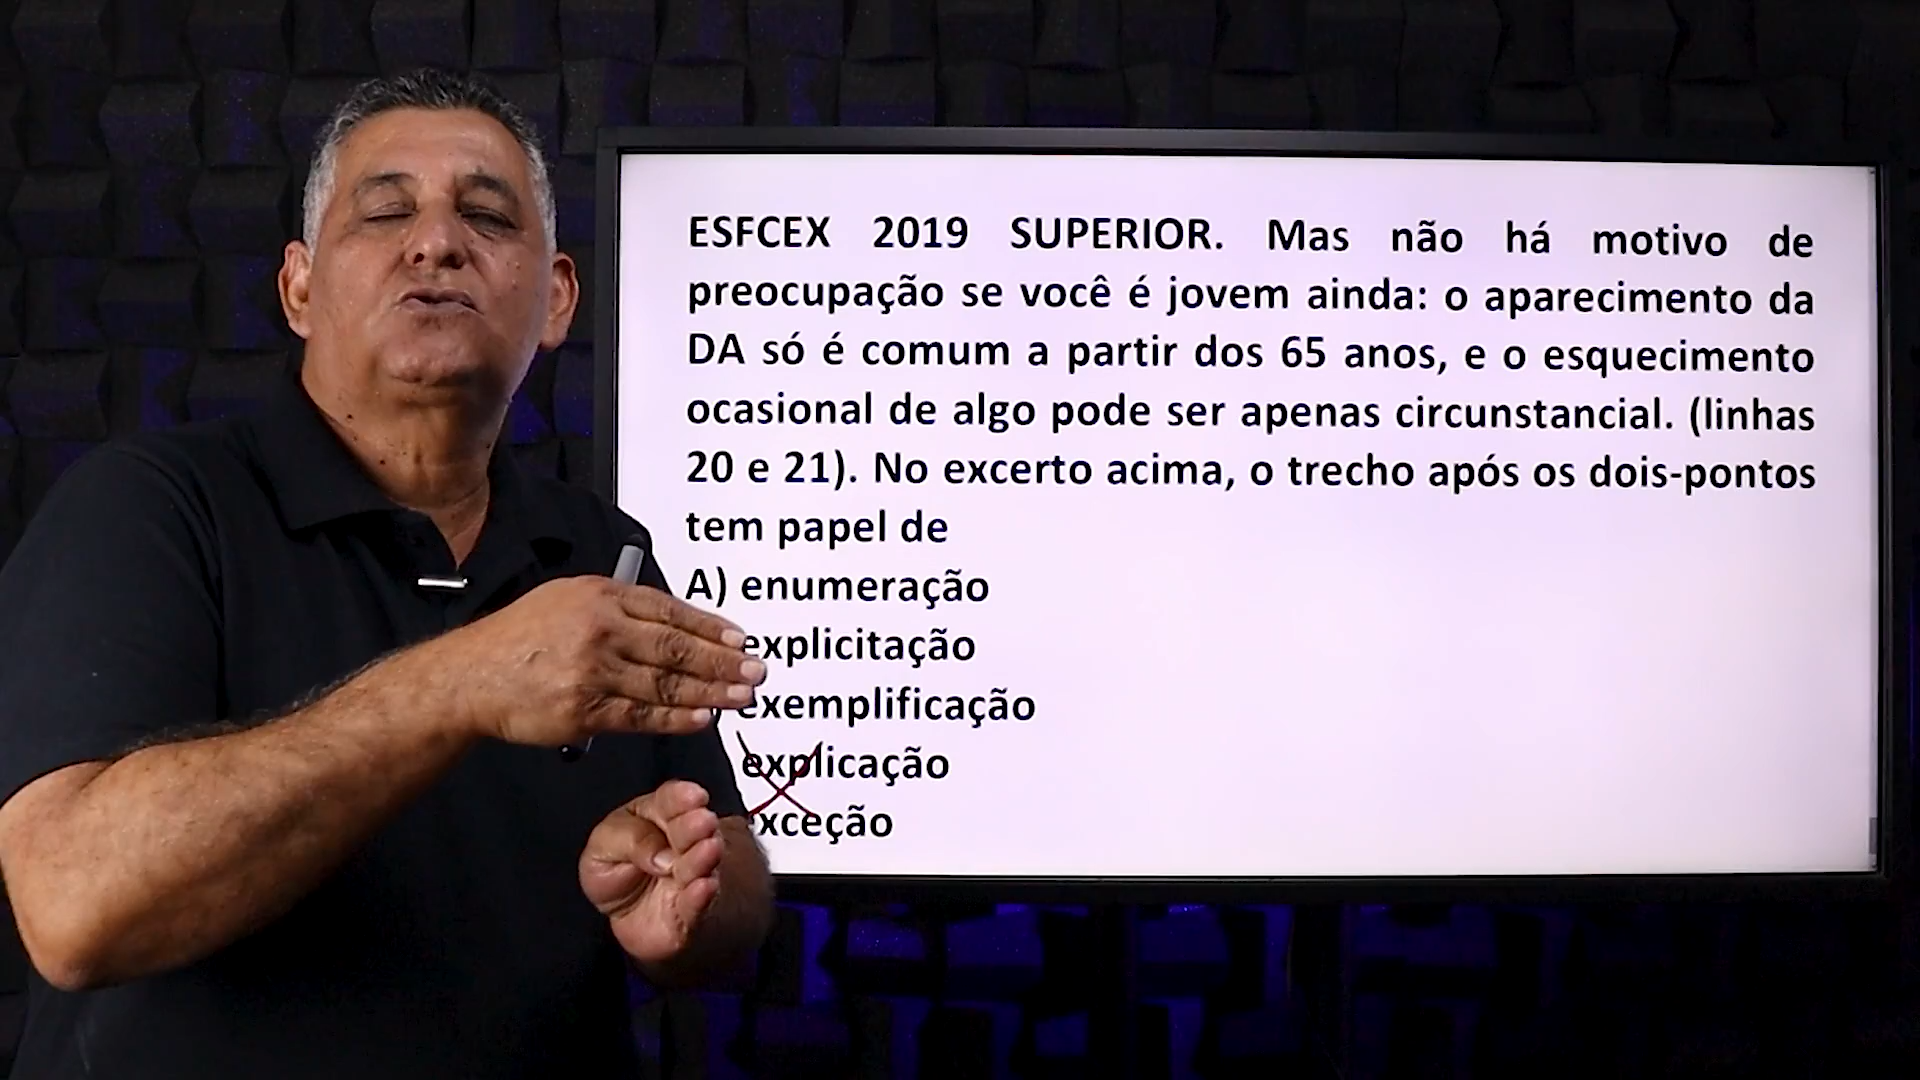 ESFCEX 2019 SUPERIOR. Mas não há motivo de
preocupação se você é jovem ainda: o aparecimento da
DA só é comum a partir dos 65 anos, e o esquecimento
ocasional de algo pode ser apenas circunstancial. (linhas
20 e 21). No excerto acima, o trecho após os dois-pontos
tem papel de
A) enumeração
explicitação
) exemplificação
explicação
xceção